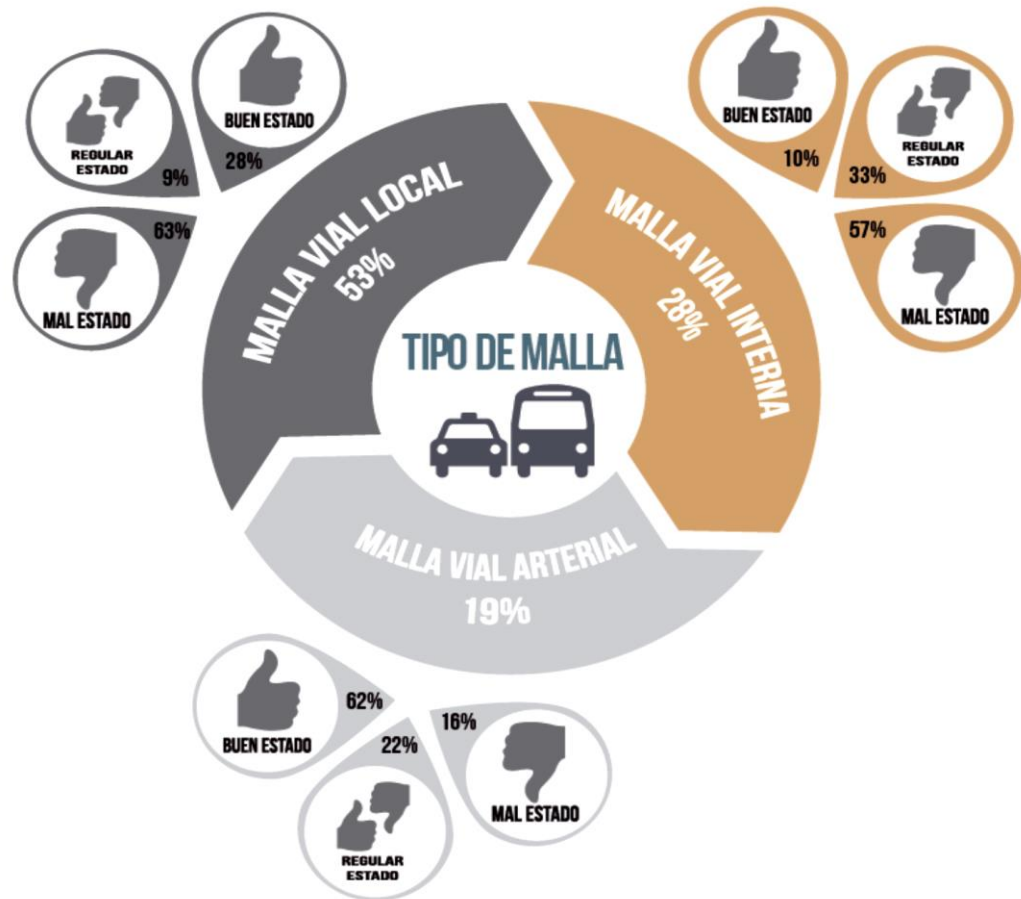 BUEN ESTADO
28%
REGULAR
ESTADO
9%
63%
MAL ESTADO
BUEN ESTADO
10%
REGULAR
ESTADO
33%
57%
MAL ESTADO
MALLA VIAL LOCAL
53%
MALLA VIAL INTERNA
28%
TIPO DE MALLA
MALLA VIAL ARTERIAL
19%
62%
BUEN ESTADO
22%
REGULAR
ESTADO
16%
MAL ESTADO